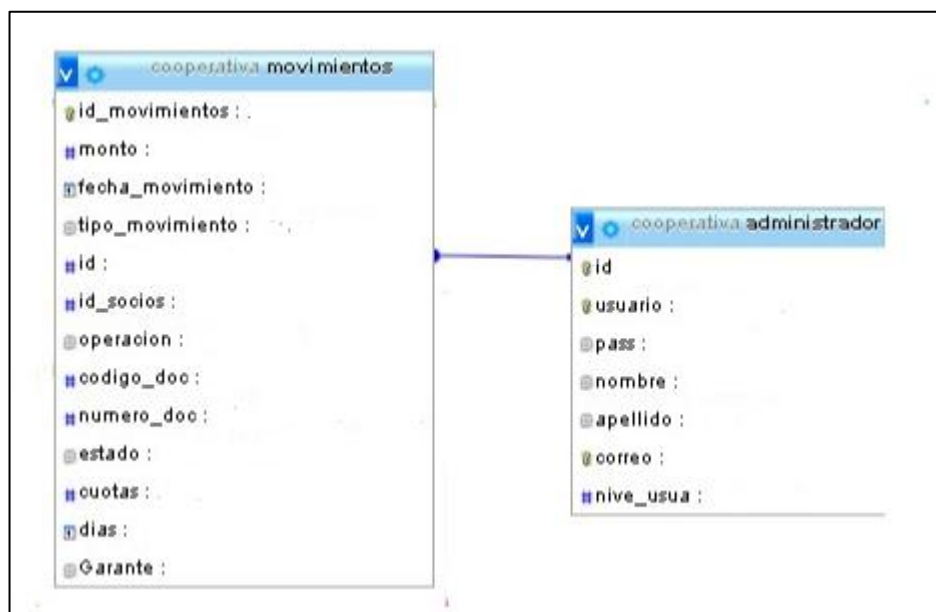 cooperativa movimientos
id_movimientos :
monto :
fecha_movimiento :
tipo_movimiento :
id :
id_socios :
operacion :
codigo_doc :
numero_doc :
estado :
cuotas :
dias :
Garante :
cooperativa administrador
id
usuario :
pass :
nombre :
apellido :
correo :
nive_usua :